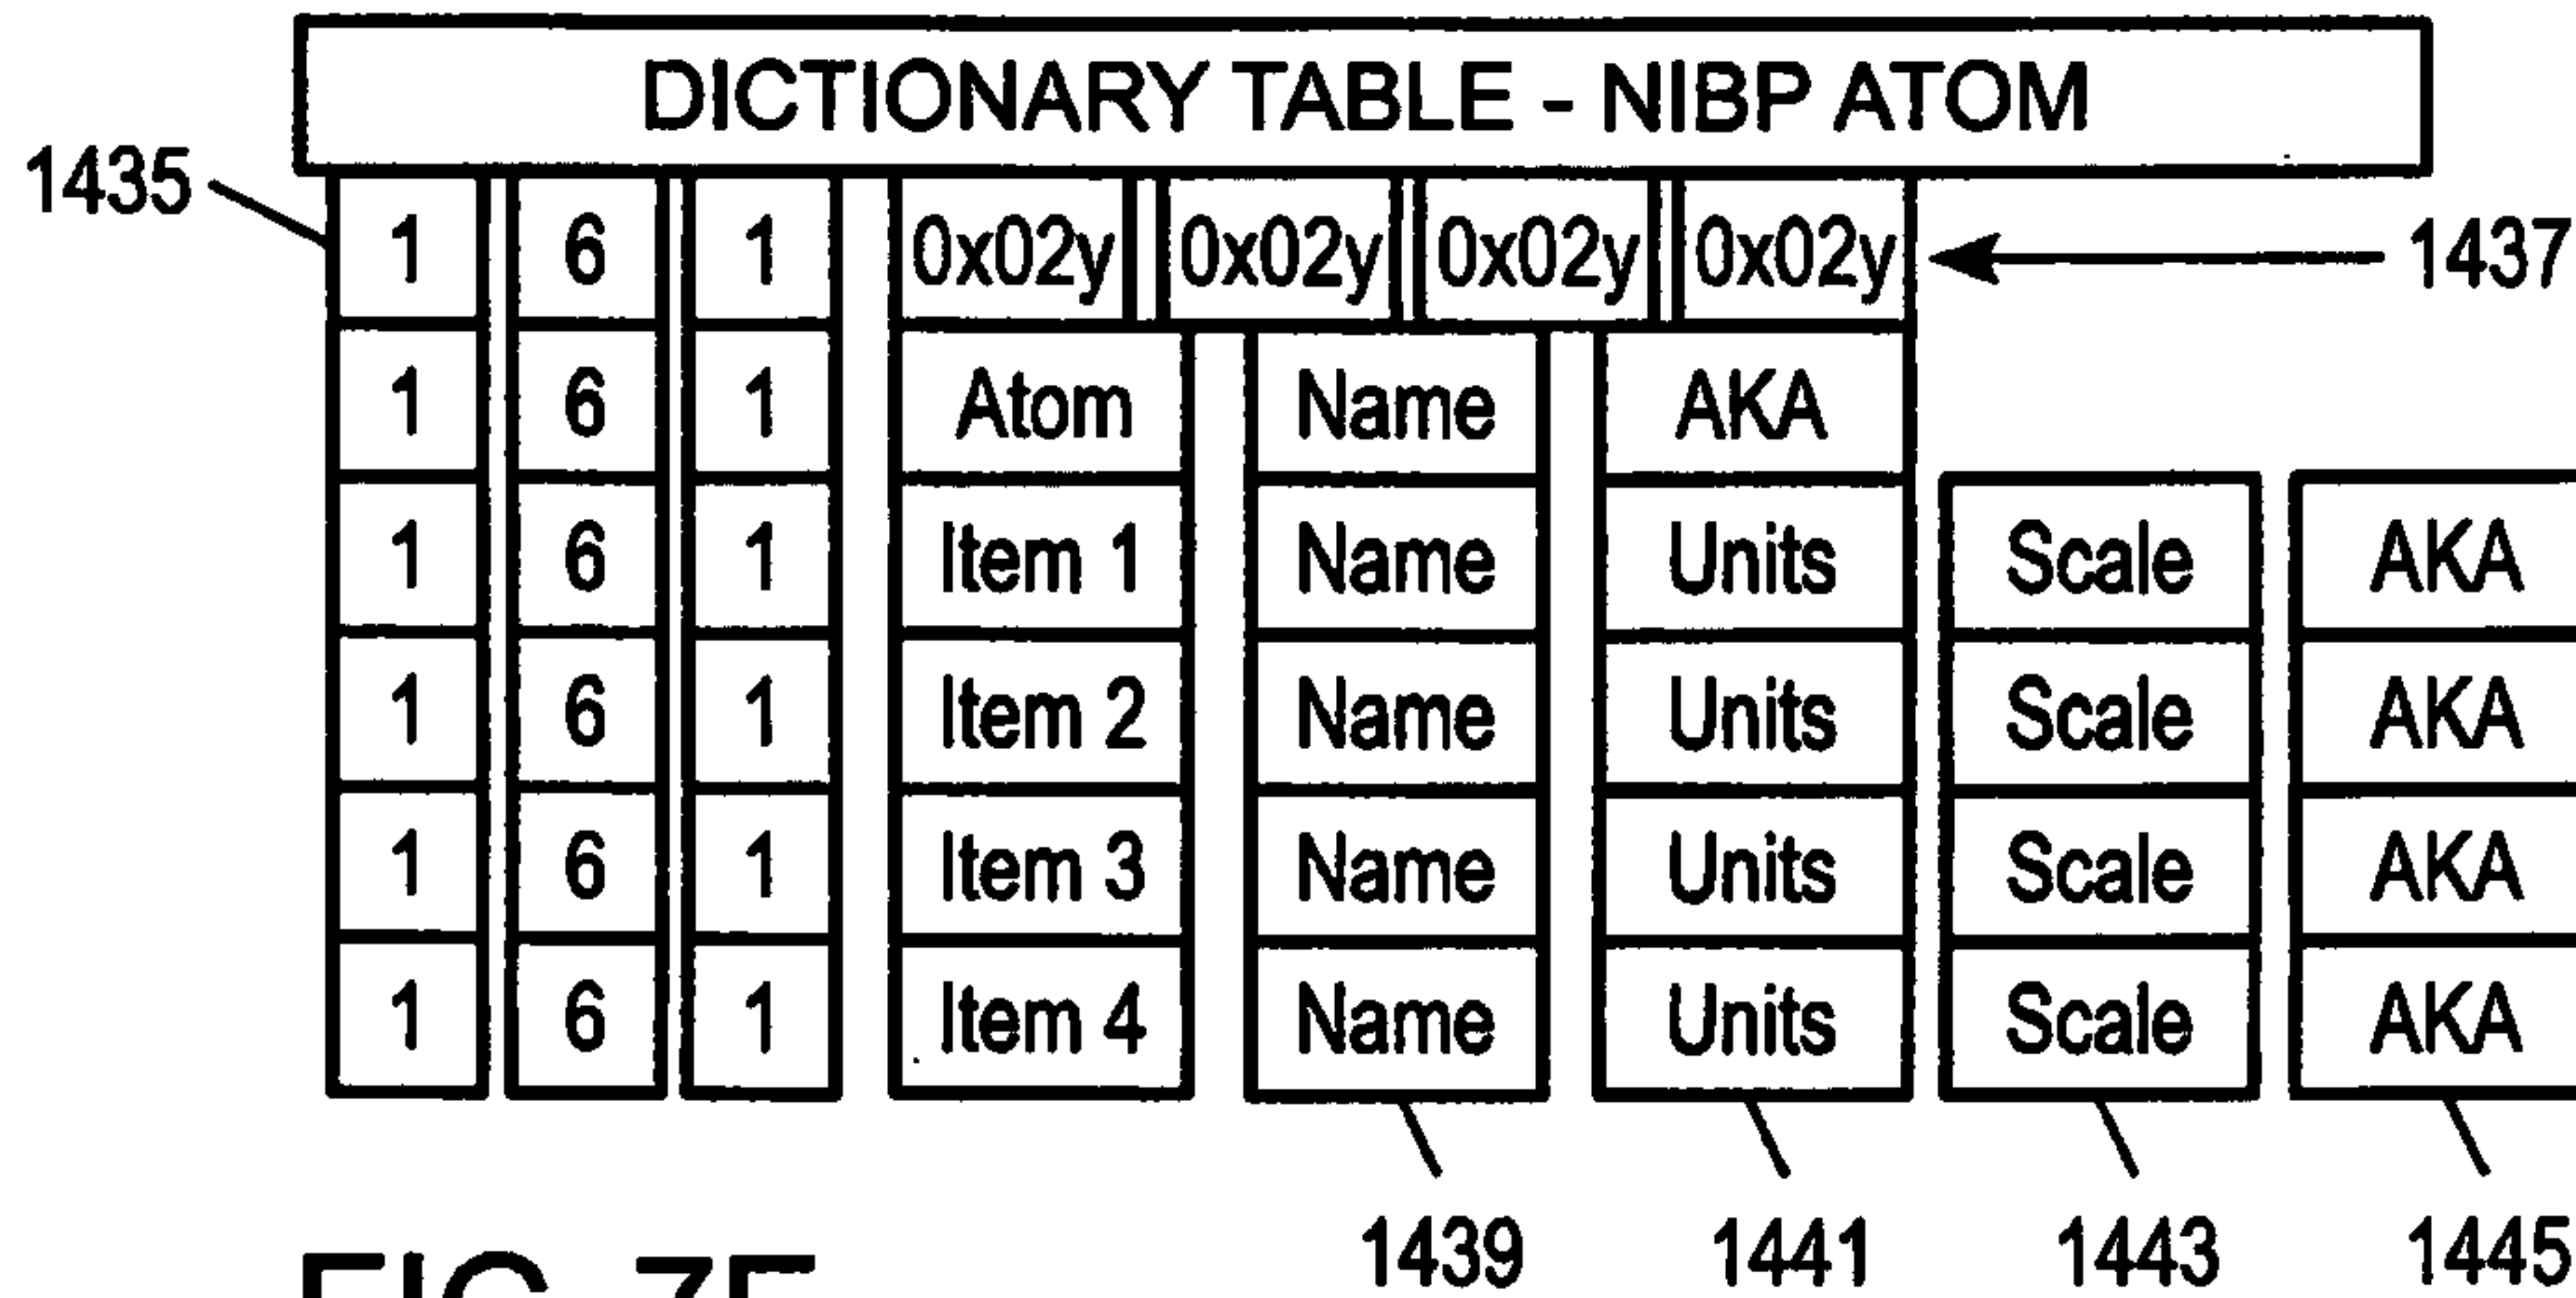 DICTIONARY TABLE - NIBP ATOM
1435
1 6 1 0x02y 0x02y 0x02y 0x02y 1437
1 6 1 Atom Name AKA
1 6 1 Item 1 Name Units Scale AKA
1 6 1 Item 2 Name Units Scale AKA
1 6 1 Item 3 Name Units Scale AKA
1 6 1 Item 4 Name Units Scale AKA
1439 1441 1443 1445